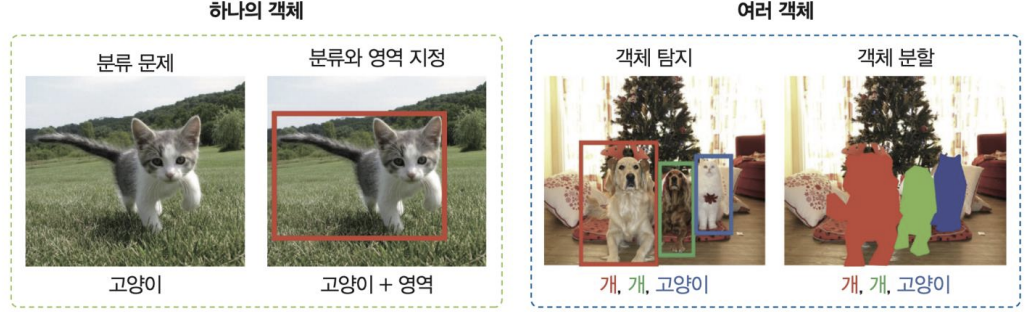 하나의 객체
분류 문제
분류와 영역 지정
고양이
고양이 + 영역
여러 객체
객체 탐지
객체 분할
개, 개, 고양이
개, 개, 고양이